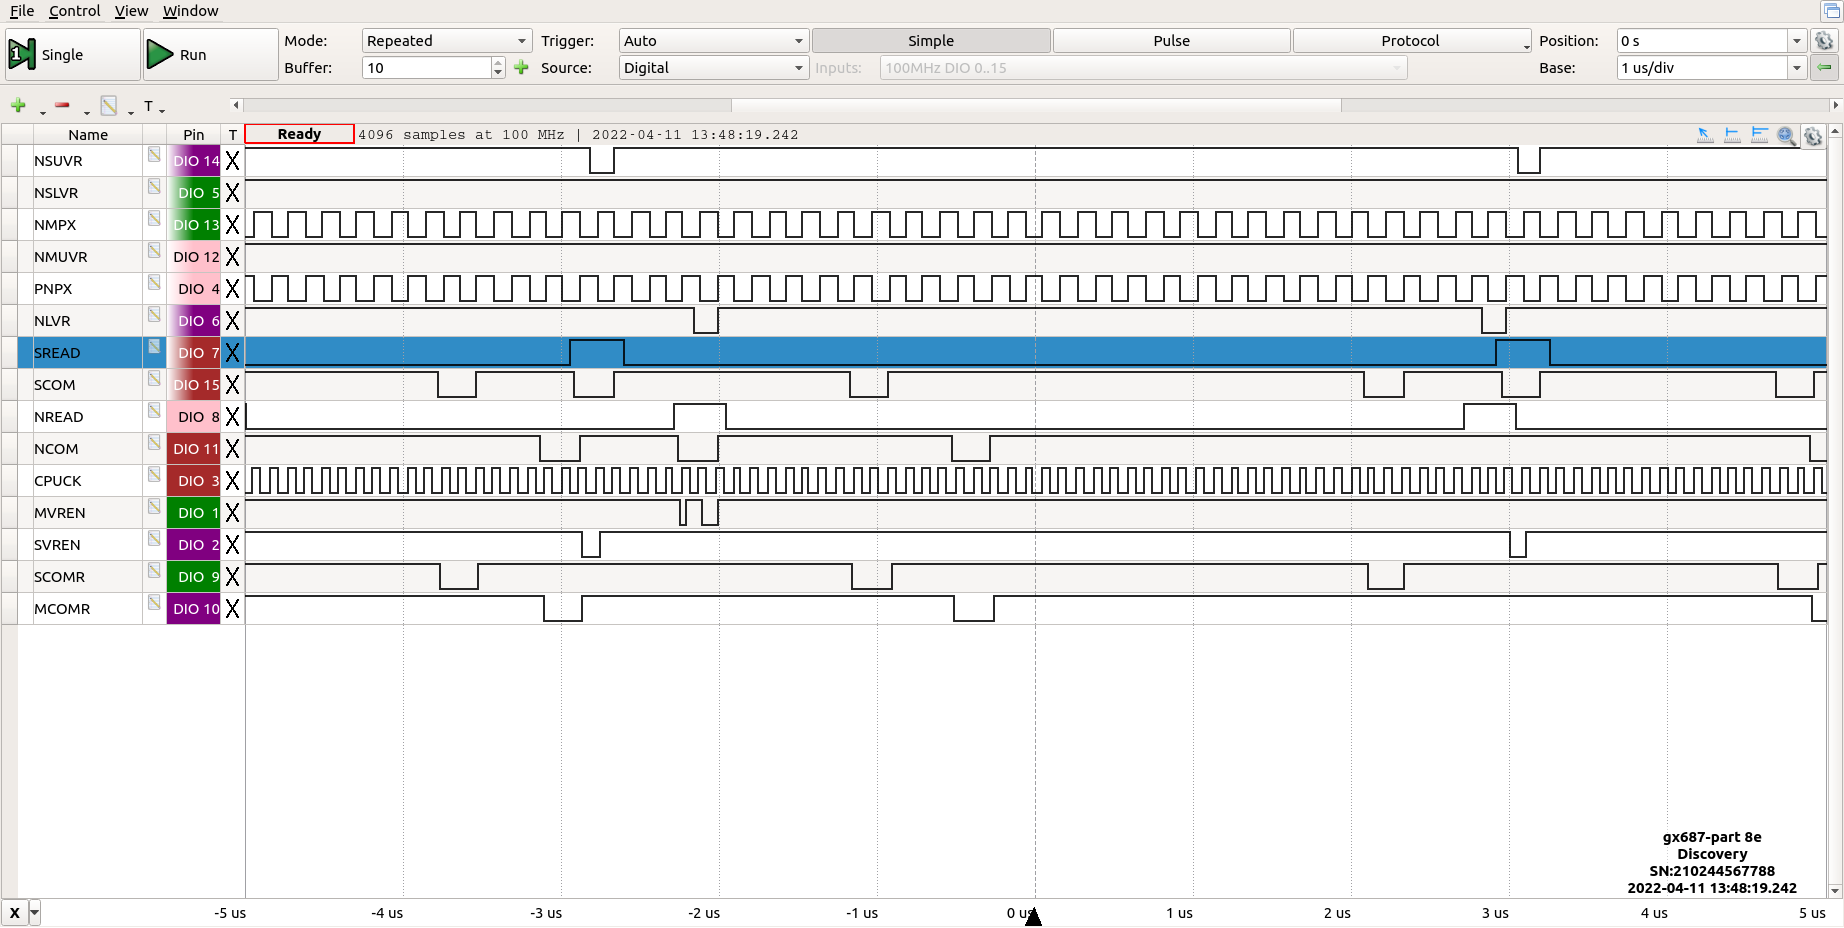 File Control View Window
Single Run Mode: Repeated Trigger: Auto Simple Pulse Protocol Position: 0 s
Buffer: 10 Source: Digital Inputs: 100MHz DIO 0..15 Base: 1 us/div
T
Name Pin T Ready 4096 samples at 100 MHz | 2022-04-11 13:48:19.242
NSUVR DIO 14 X
NSLVR DIO 5 X
NMPX DIO 13 X
NMUVR DIO 12 X
PNPX DIO 4 X
NLVR DIO 6 X
SREAD DIO 7 X
SCOM DIO 15 X
NREAD DIO 8 X
NCOM DIO 11 X
CPUCK DIO 3 X
MVREN DIO 1 X
SVREN DIO 2 X
SCOMR DIO 9 X
MCOMR DIO 10 X
gx687-part 8e
Discovery
SN:210244567788
2022-04-11 13:48:19.242
X -5 us -4 us -3 us -2 us -1 us 0 us 1 us 2 us 3 us 4 us 5 us